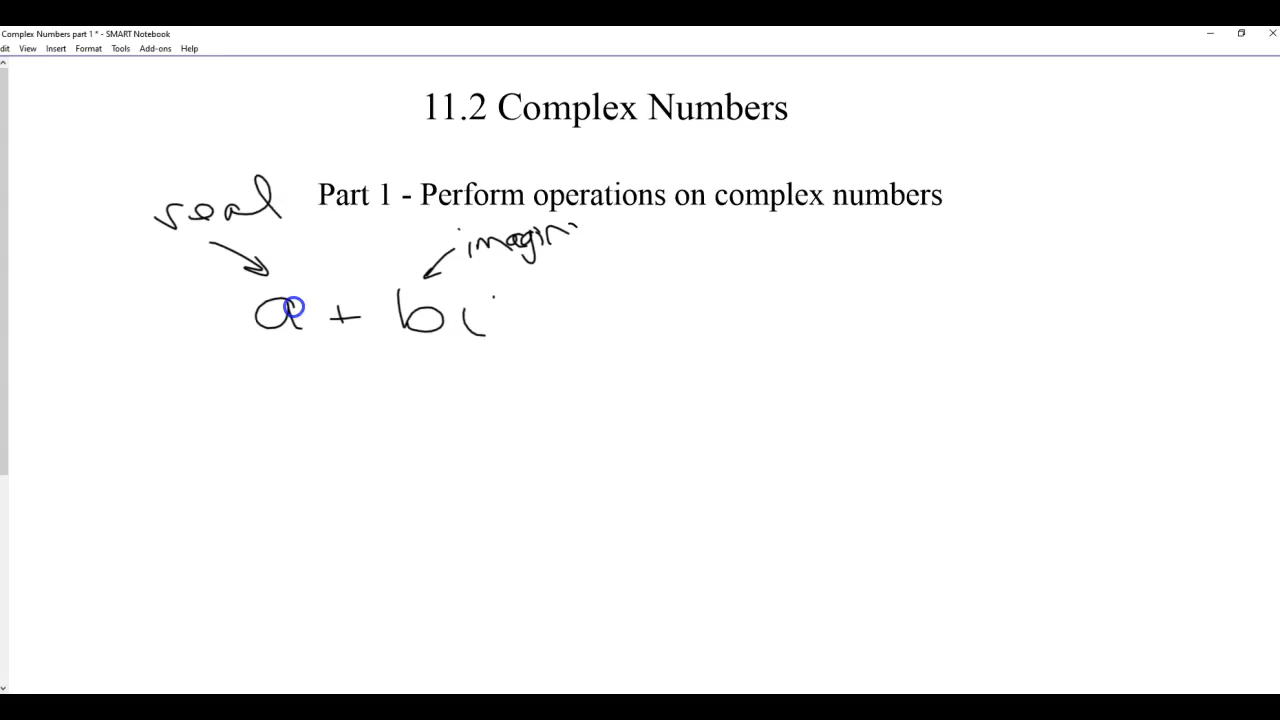 Complex Numbers part 1 * - SMART Notebook
dit View Insert Format Tools Add-ons Help
11.2 Complex Numbers
Part 1 - Perform operations on complex numbers
real
imagin
a + bi